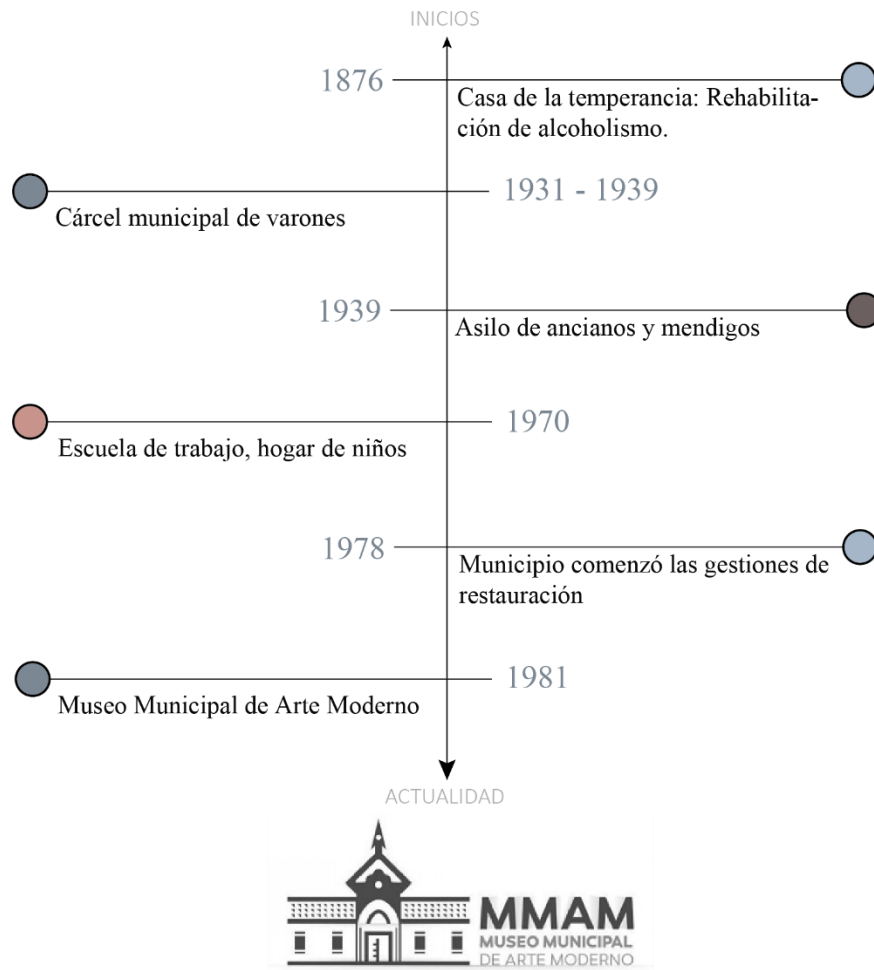 INICIOS
1876
Casa de la temperancia: Rehabilita-
ción de alcoholismo.
1931 - 1939
Cárcel municipal de varones
1939
Asilo de ancianos y mendigos
1970
Escuela de trabajo, hogar de niños
1978
Municipio comenzó las gestiones de
restauración
1981
Museo Municipal de Arte Moderno
ACTUALIDAD
MMAM
MUSEO MUNICIPAL
DE ARTE MODERNO